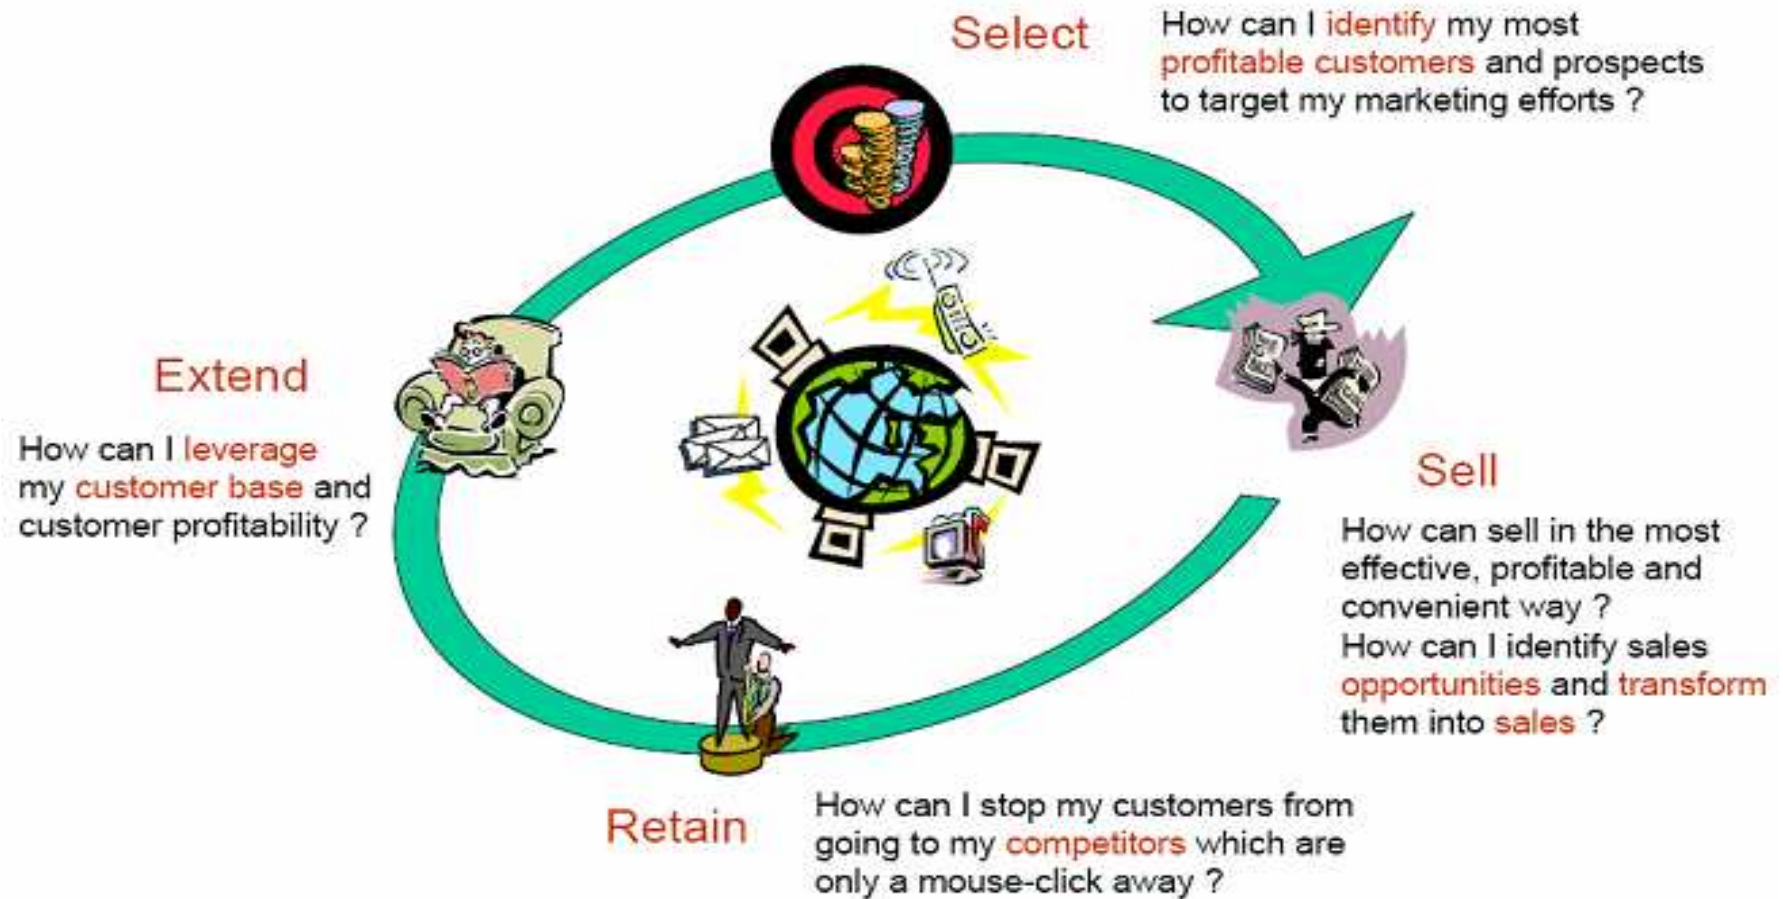 Select
How can I identify my most
profitable customers and prospects
to target my marketing efforts ?
Sell
How can sell in the most
effective, profitable and
convenient way ?
How can I identify sales
opportunities and transform
them into sales ?
Retain
How can I stop my customers from
going to my competitors which are
only a mouse-click away ?
Extend
How can I leverage
my customer base and
customer profitability ?